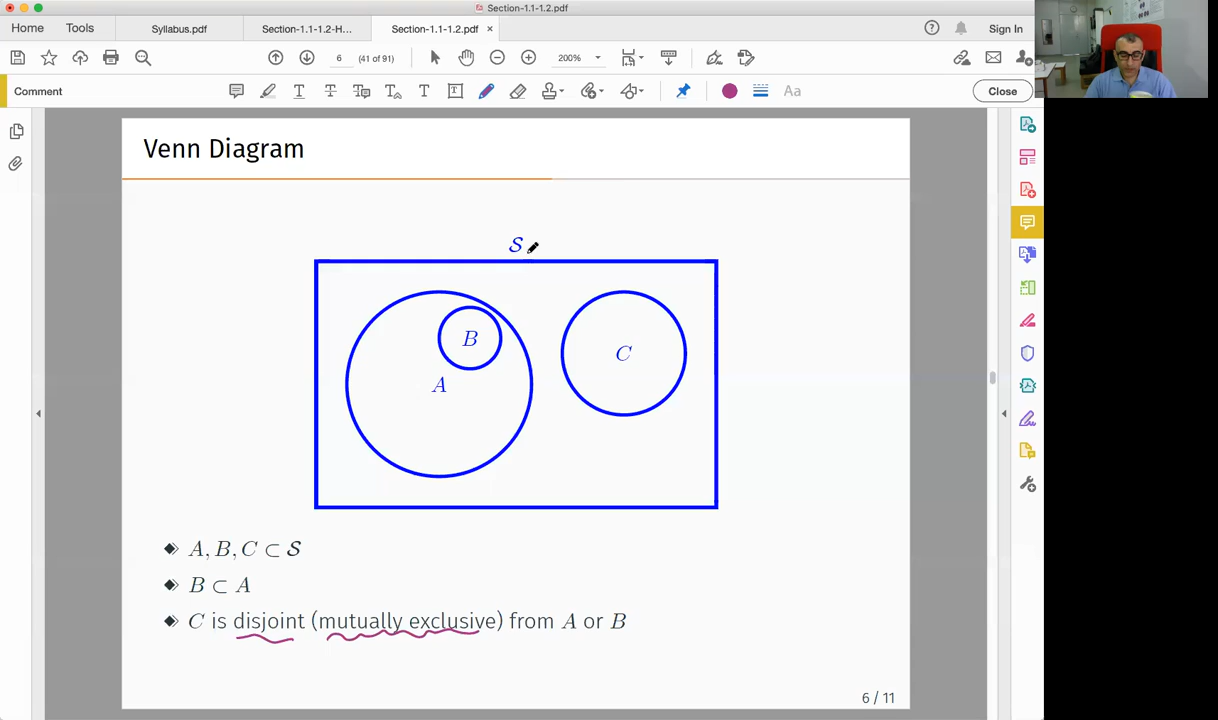 Section-1.1-1.2.pdf
Home Tools Syllabus.pdf Section-1.1-1.2-H... Section-1.1-1.2.pdf × Sign In
6 (41 of 91) 200%
Comment Aa Close
Venn Diagram
𝒮
B
C
A
A, B, C ⊂ 𝒮
B ⊂ A
C is disjoint (mutually exclusive) from A or B
6 / 11